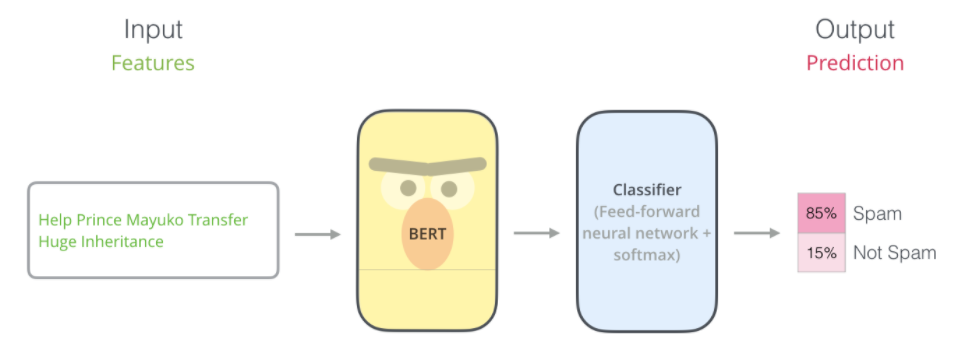 Input
Features
Output
Prediction
Help Prince Mayuko Transfer
Huge Inheritance
BERT
Classifier
(Feed-forward
neural network +
softmax)
85% Spam
15% Not Spam